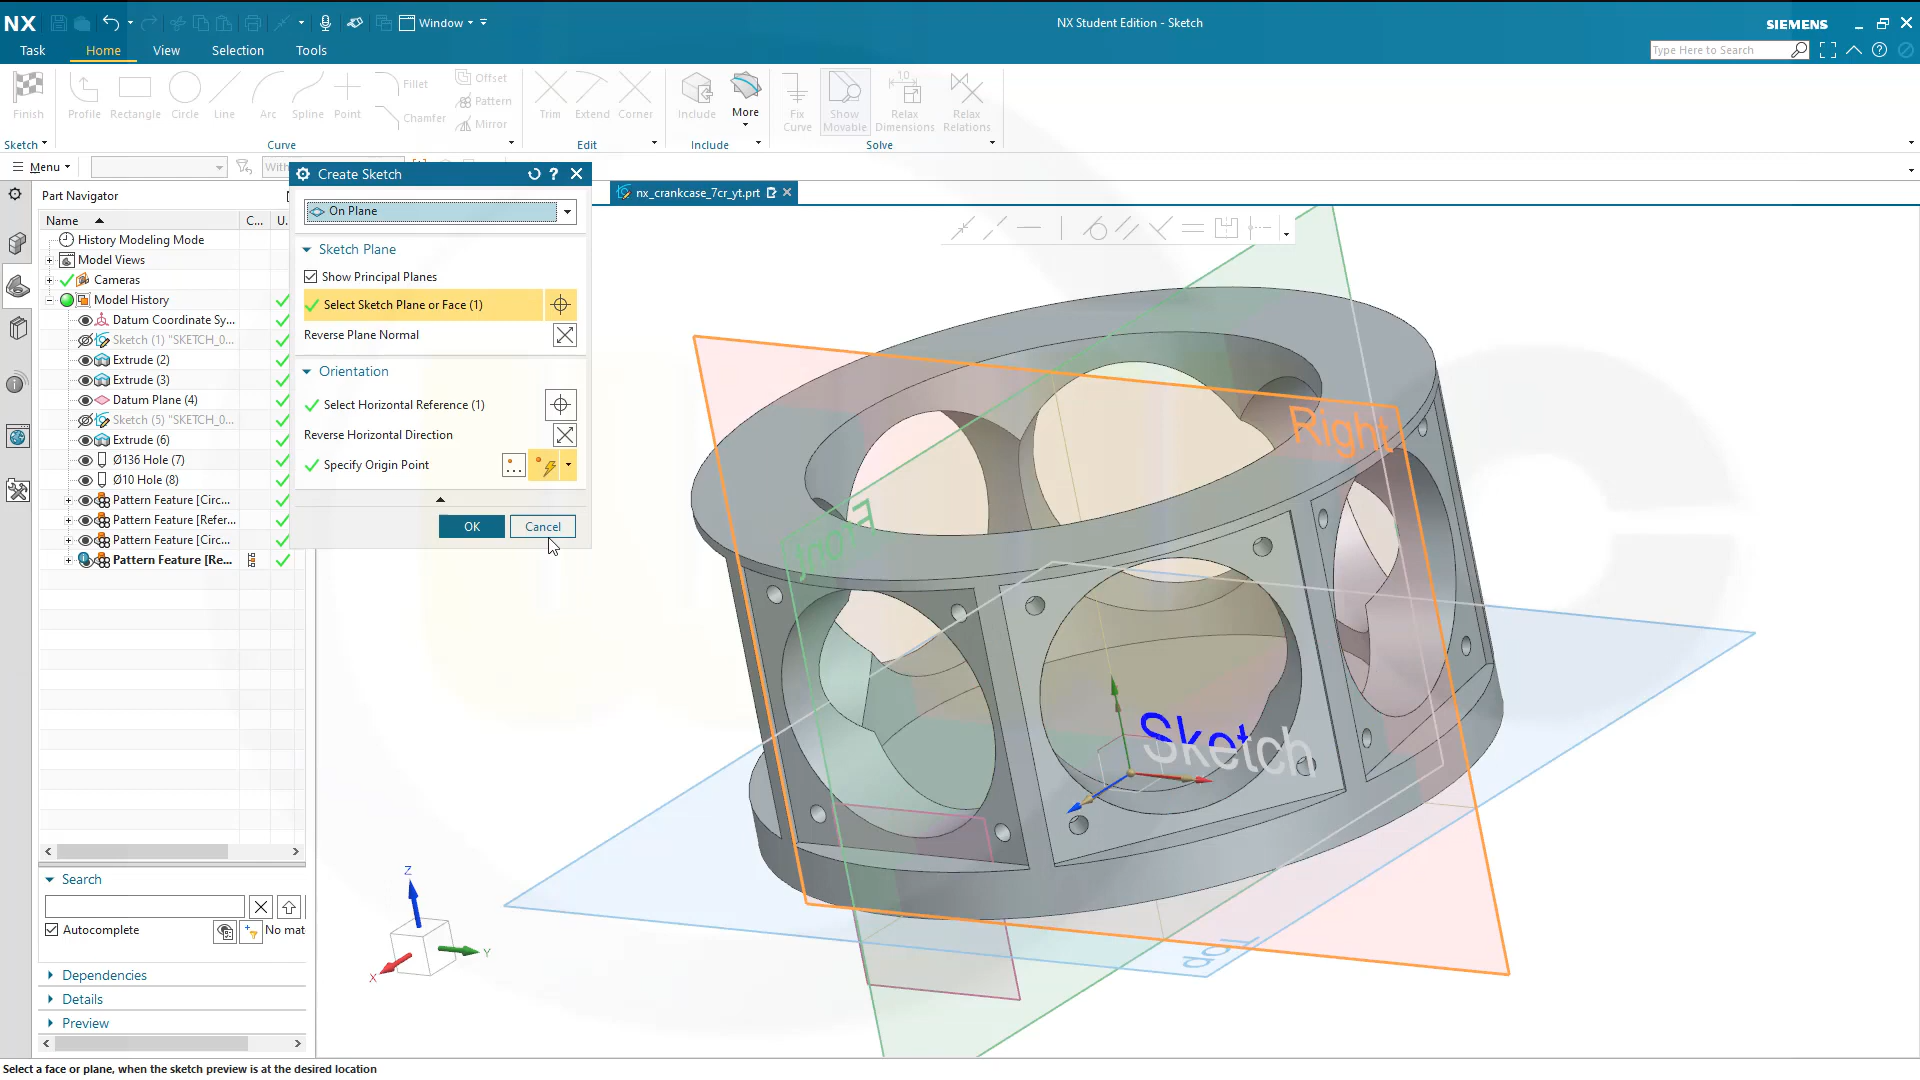 NX
Window
NX Student Edition - Sketch
SIEMENS
Task
Home
View
Selection
Tools
Type Here to Search
Finish
Profile
Rectangle
Circle
Line
Arc
Spline
Point
Fillet
Chamfer
Offset
Pattern
Mirror
Trim
Extend
Corner
Include
More
Fix Curve
Show Movable
Relax Dimensions
Relax Relations
Sketch
Curve
Edit
Include
Solve
Menu
With
Part Navigator
Name
C...
U.
History Modeling Mode
Model Views
Cameras
Model History
Datum Coordinate Sy...
Sketch (1) "SKETCH_0...
Extrude (2)
Extrude (3)
Datum Plane (4)
Sketch (5) "SKETCH_0...
Extrude (6)
Ø136 Hole (7)
Ø10 Hole (8)
Pattern Feature [Circ...
Pattern Feature [Refer...
Pattern Feature [Circ...
Pattern Feature [Re...
Create Sketch
On Plane
Sketch Plane
Show Principal Planes
Select Sketch Plane or Face (1)
Reverse Plane Normal
Orientation
Select Horizontal Reference (1)
Reverse Horizontal Direction
Specify Origin Point
OK
Cancel
nx_crankcase_7cr_yt.prt
Right
Front
Sketch
Top
Z
Y
X
Search
Autocomplete
No mat
Dependencies
Details
Preview
Select a face or plane, when the sketch preview is at the desired location